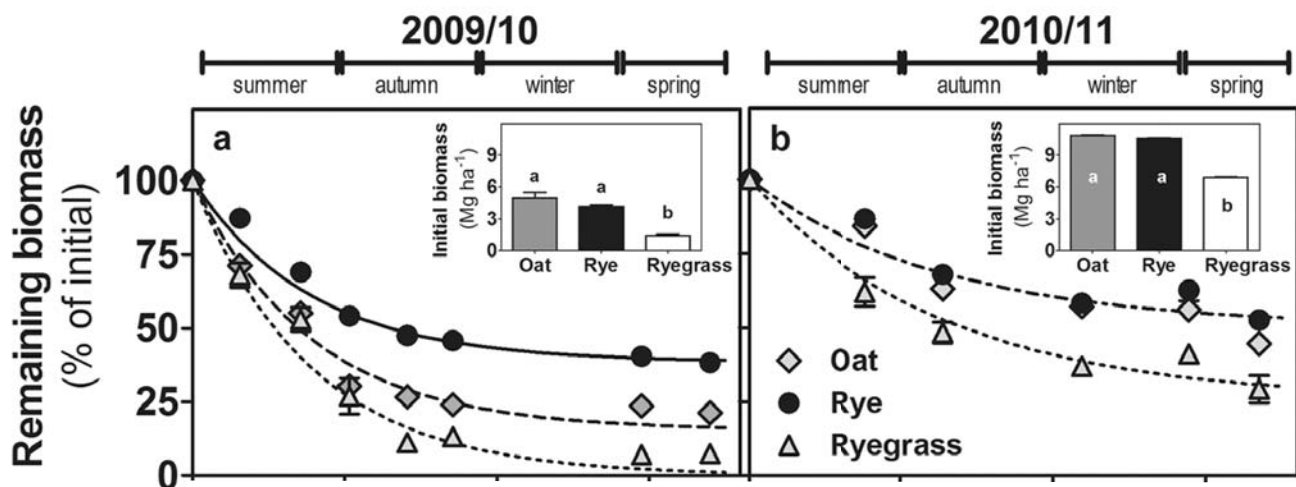 2009/10
2010/11
summer autumn winter spring
summer autumn winter spring
Remaining biomass
(% of initial)
100
75
50
25
0
a
Initial biomass
(Mg ha⁻¹)
9
6
3
0
a
a
b
Oat Rye Ryegrass
b
Initial biomass
(Mg ha⁻¹)
9
6
3
0
a
a
b
Oat Rye Ryegrass
Oat
Rye
Ryegrass